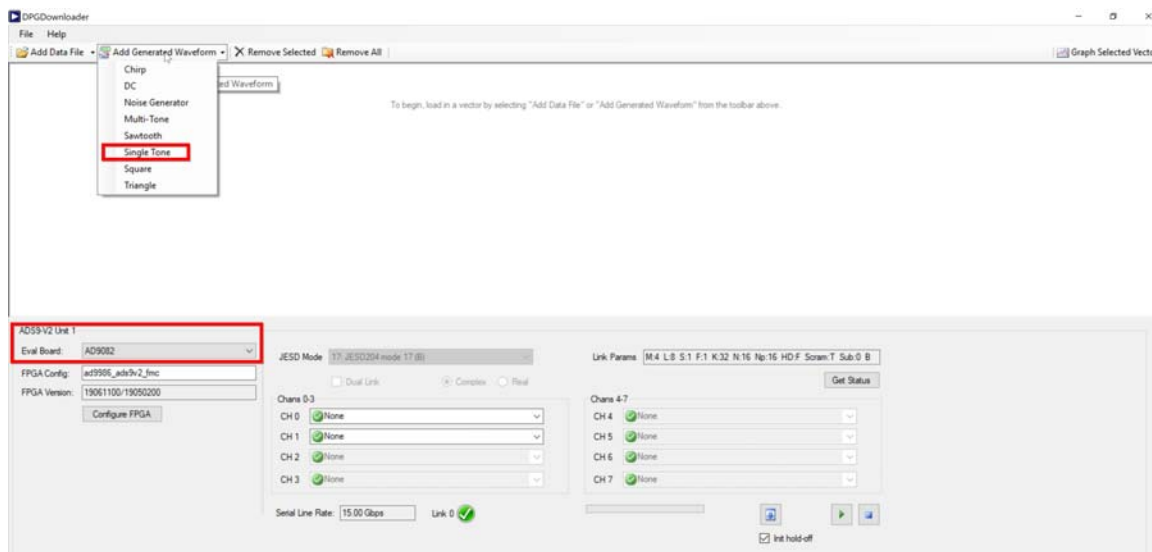 DPGDownloader
File Help
Add Data File Add Generated Waveform Remove Selected Remove All Graph Selected Vecto
Chirp
DC
ed Waveform
Noise Generator
Multi-Tone
Sawtooth
Single Tone
Square
Triangle
To begin, load in a vector by selecting "Add Data File" or "Add Generated Waveform" from the toolbar above.
ADS9-V2 Unit 1
Eval Board: AD9082
FPGA Config: ad9986_ads9v2_fmc
FPGA Version: 19061100/19050200
Configure FPGA
JESD Mode 17: JESD204 mode 17 (B)
Dual Link Complex Real
Link Params M:4 L:8 S:1 F:1 K:32 N:16 Np:16 HD:F Scram:T Sub:0 B
Get Status
Chans 0-3
CH 0 None
CH 1 None
CH 2 None
CH 3 None
Chans 4-7
CH 4 None
CH 5 None
CH 6 None
CH 7 None
Serial Line Rate: 15.00 Gbps Link 0
Init hold-off